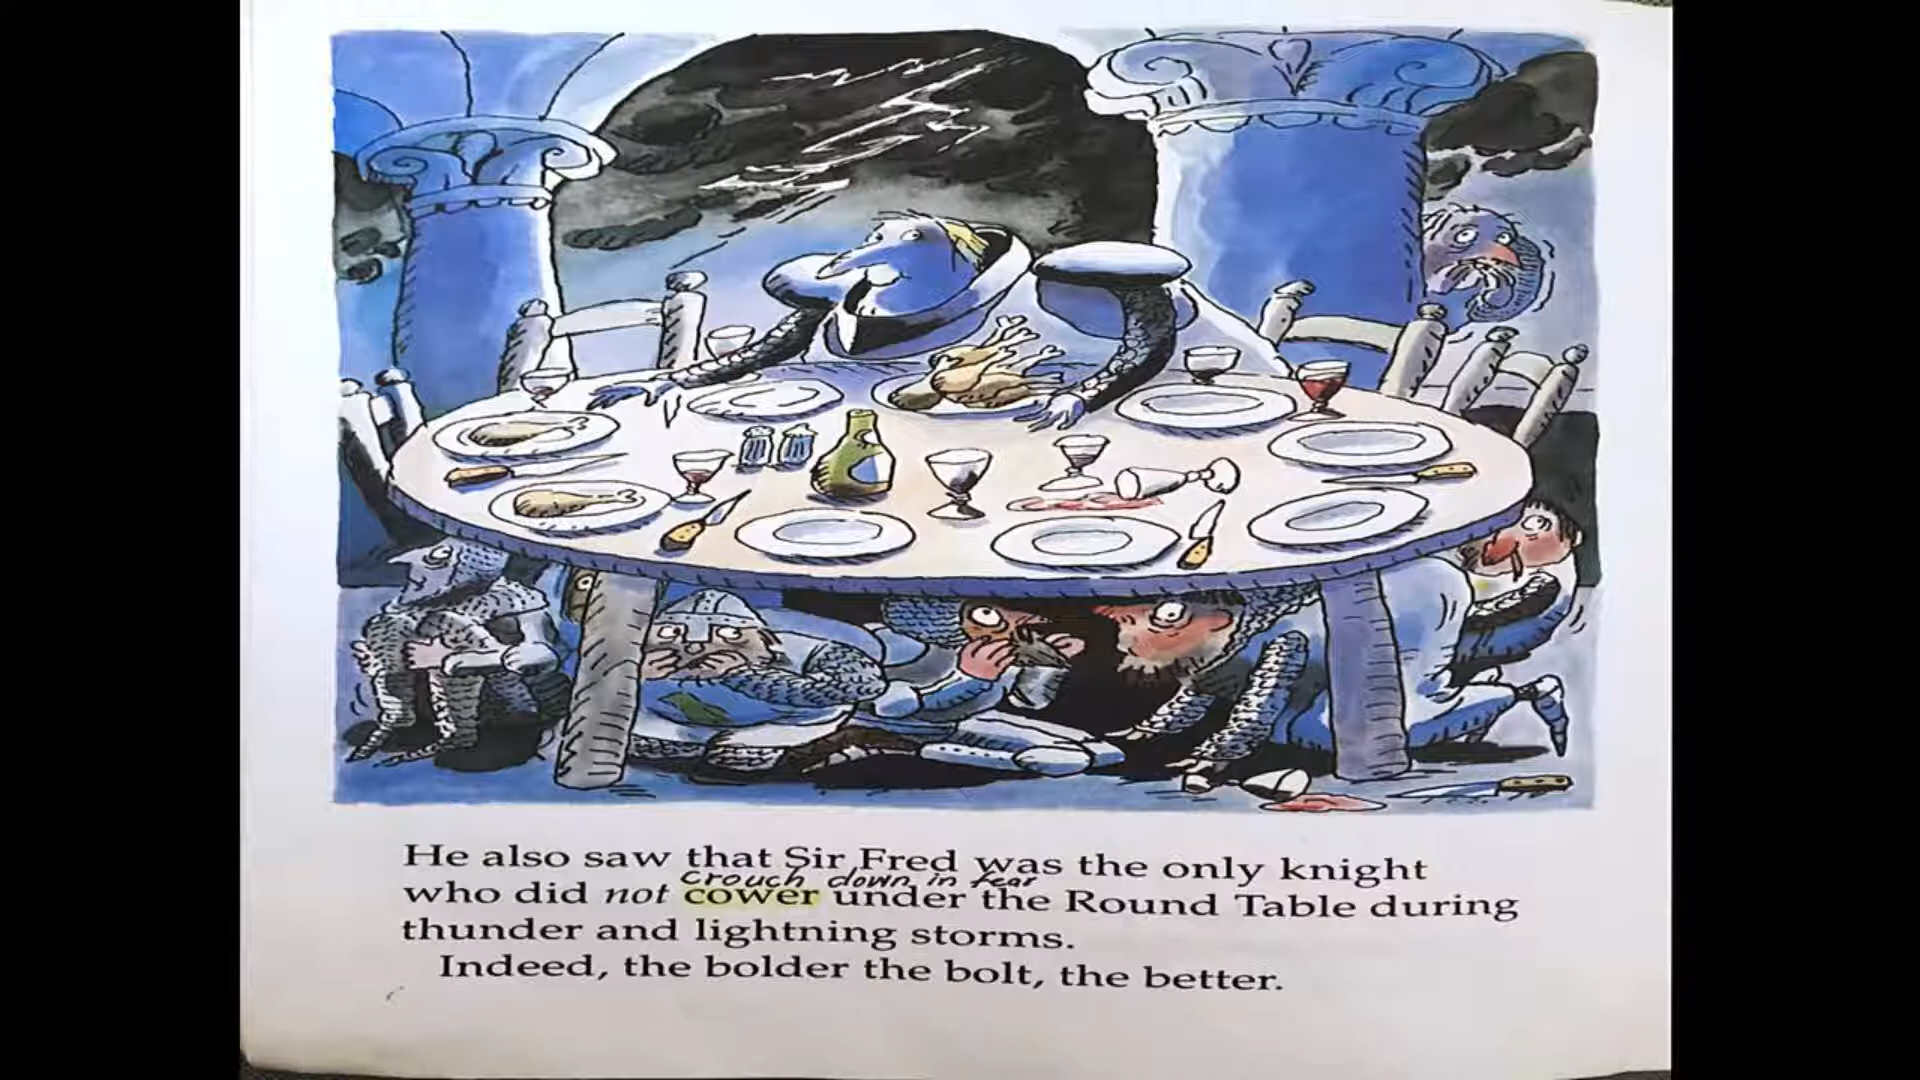 He also saw that Sir Fred was the only knight
crouch down in fear
who did not cower under the Round Table during
thunder and lightning storms.
Indeed, the bolder the bolt, the better.